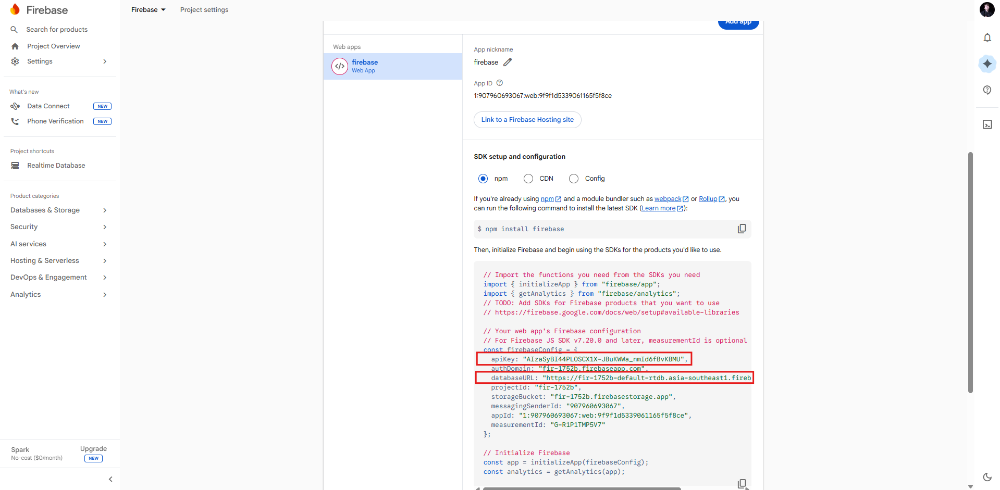 Firebase
Search for products
Project Overview
Settings
What's new
Data Connect NEW
Phone Verification NEW
Project shortcuts
Realtime Database
Product categories
Databases & Storage
Security
AI services
Hosting & Serverless
DevOps & Engagement
Analytics
Spark
No-cost ($0/month)
Upgrade
NEW
Firebase
Project settings
Add app
Web apps
firebase
Web App
App nickname
firebase
App ID
1:907960693067:web:9f9f1d5339061165f5f8ce
Link to a Firebase Hosting site
SDK setup and configuration
npm CDN Config
If you're already using npm and a module bundler such as webpack or Rollup, you
can run the following command to install the latest SDK (Learn more):
$ npm install firebase
Then, initialize Firebase and begin using the SDKs for the products you'd like to use.
// Import the functions you need from the SDKs you need
import { initializeApp } from "firebase/app";
import { getAnalytics } from "firebase/analytics";
// TODO: Add SDKs for Firebase products that you want to use
// https://firebase.google.com/docs/web/setup#available-libraries
// Your web app's Firebase configuration
// For Firebase JS SDK v7.20.0 and later, measurementId is optional
const firebaseConfig = {
apiKey: "AIzaSyBI44PLOSCX1X-JBuKWWa_nmId6fBvKBMU",
authDomain: "fir-1752b.firebaseapp.com",
databaseURL: "https://fir-1752b-default-rtdb.asia-southeast1.fireb
projectId: "fir-1752b",
storageBucket: "fir-1752b.firebasestorage.app",
messagingSenderId: "907960693067",
appId: "1:907960693067:web:9f9f1d5339061165f5f8ce",
measurementId: "G-R1P1TMP5V7"
};
// Initialize Firebase
const app = initializeApp(firebaseConfig);
const analytics = getAnalytics(app);